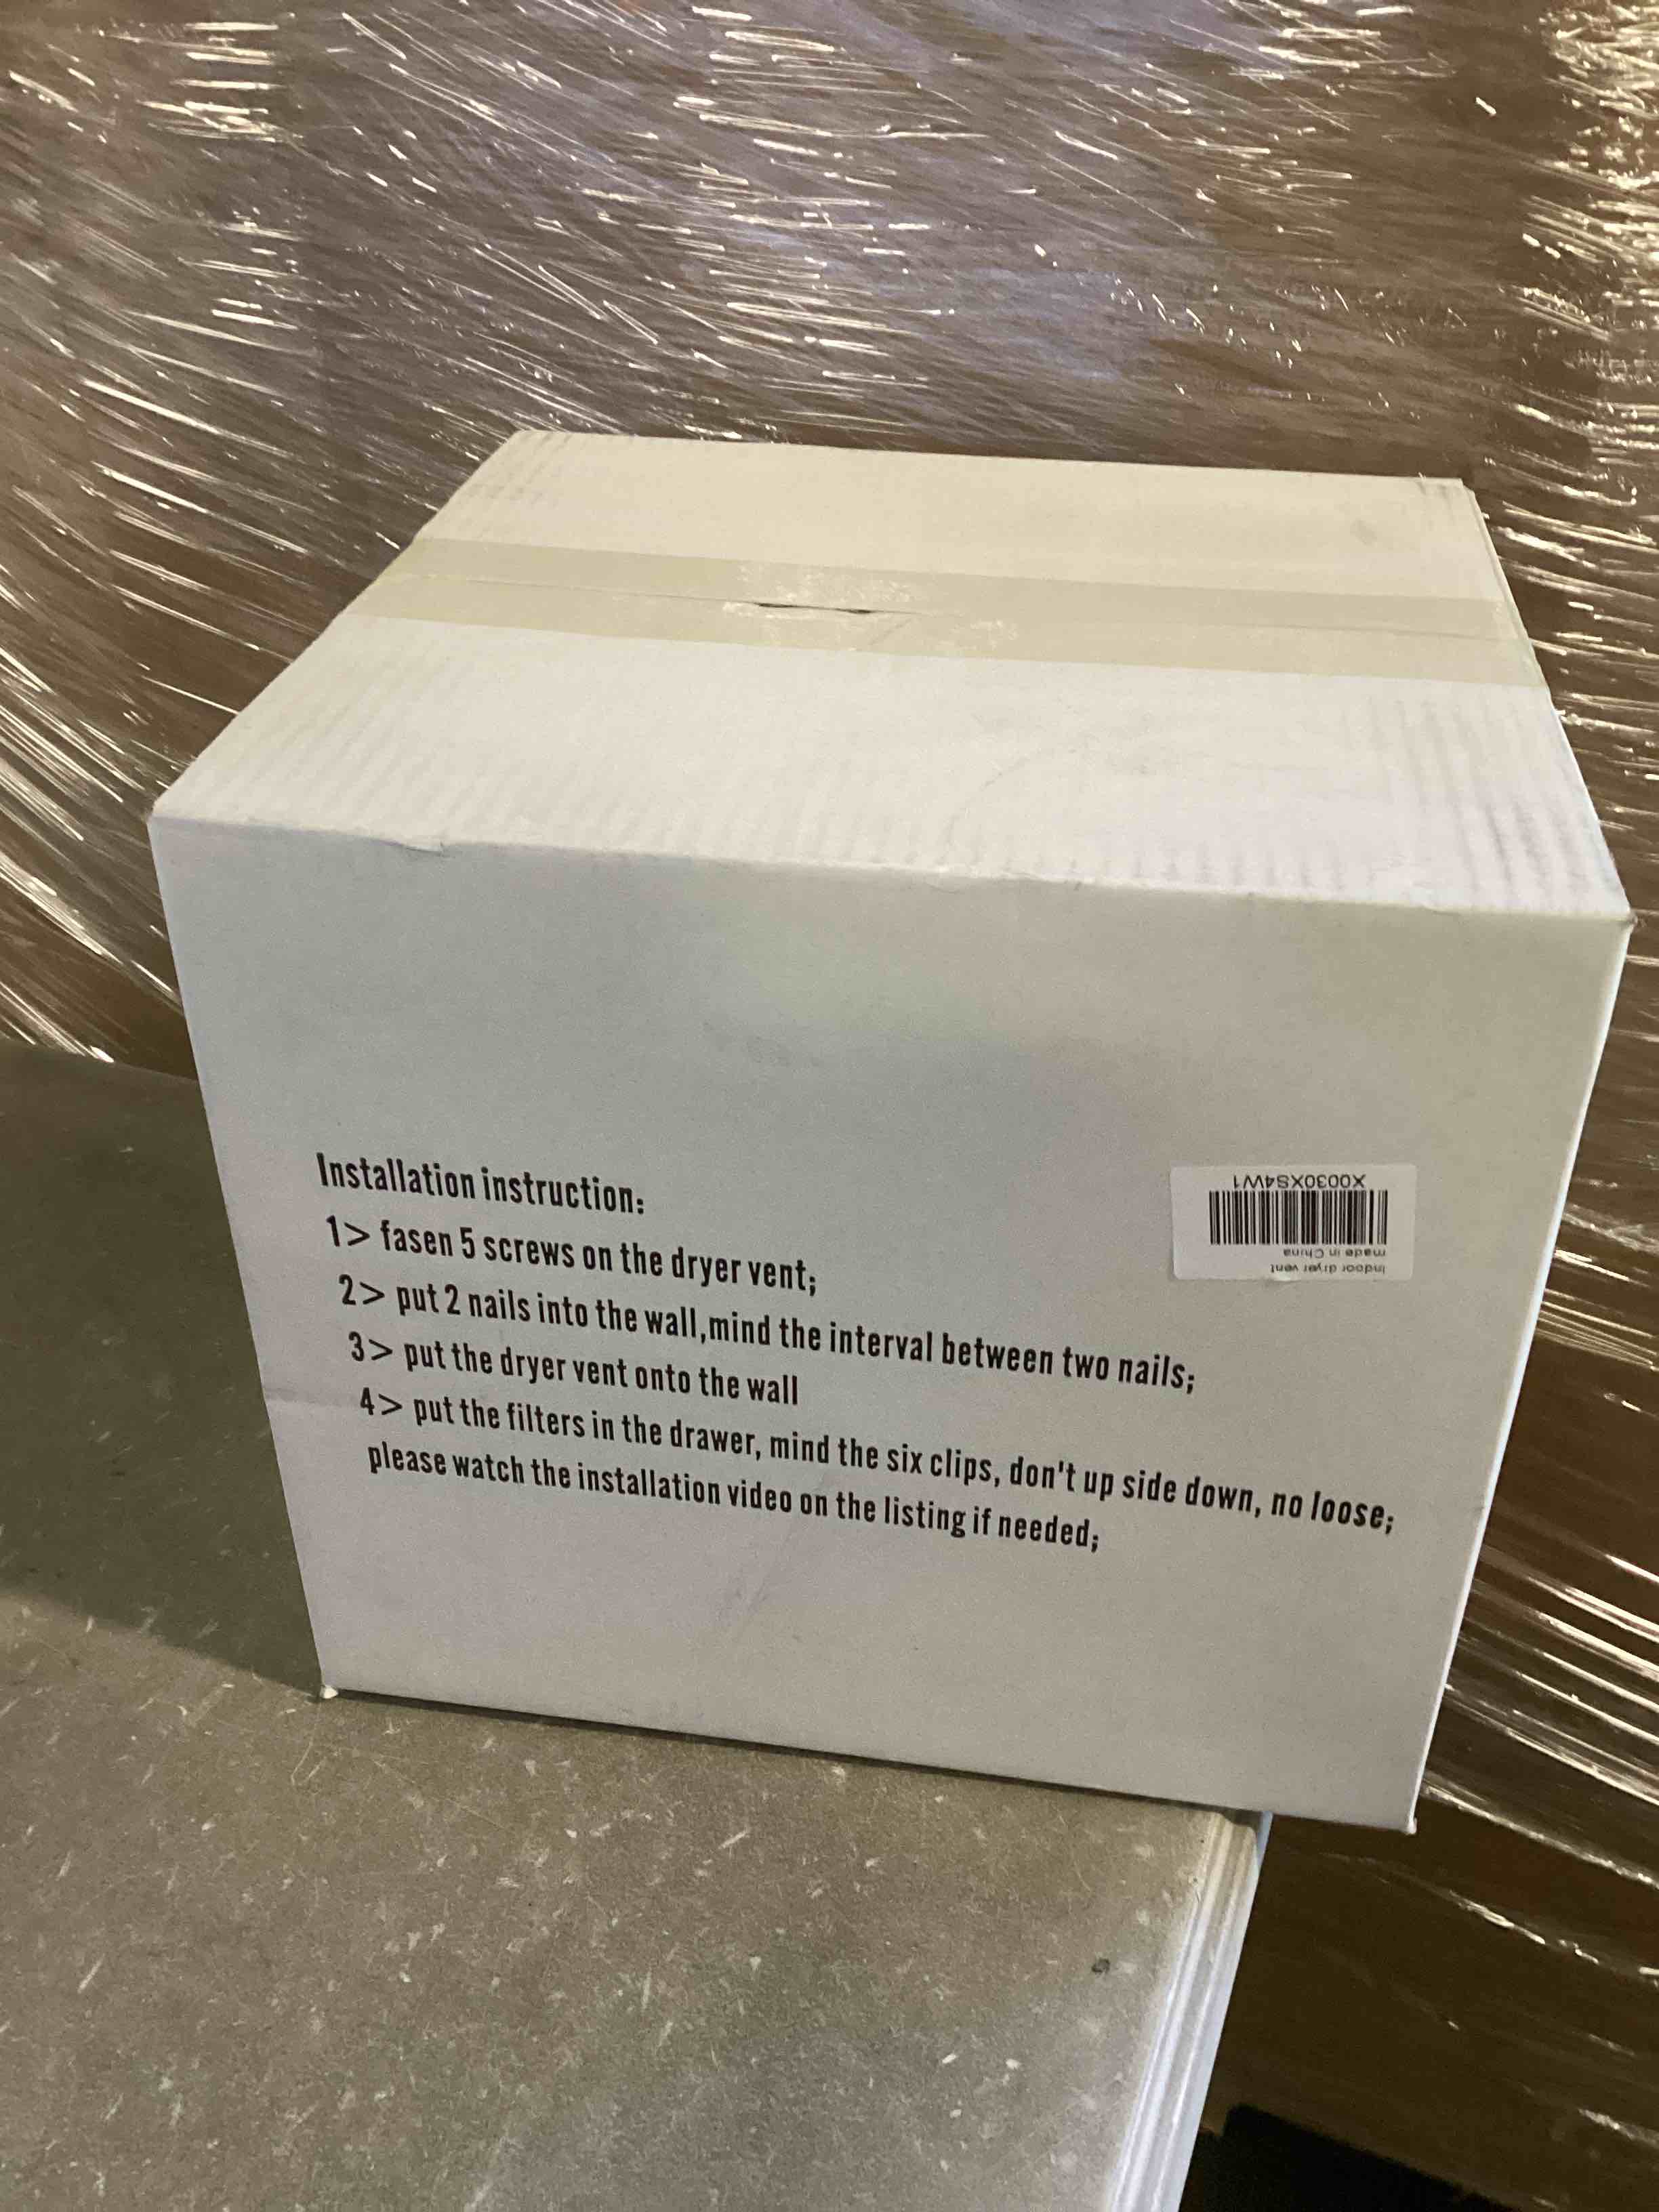 Installation instruction:
1> fasen 5 screws on the dryer vent;
2> put 2 nails into the wall,mind the interval between two nails;
3> put the dryer vent onto the wall
4> put the filters in the drawer, mind the six clips, don't up side down, no loose;
please watch the installation video on the listing if needed;
Indoor dryer vent
made in China
X0030XS4W1